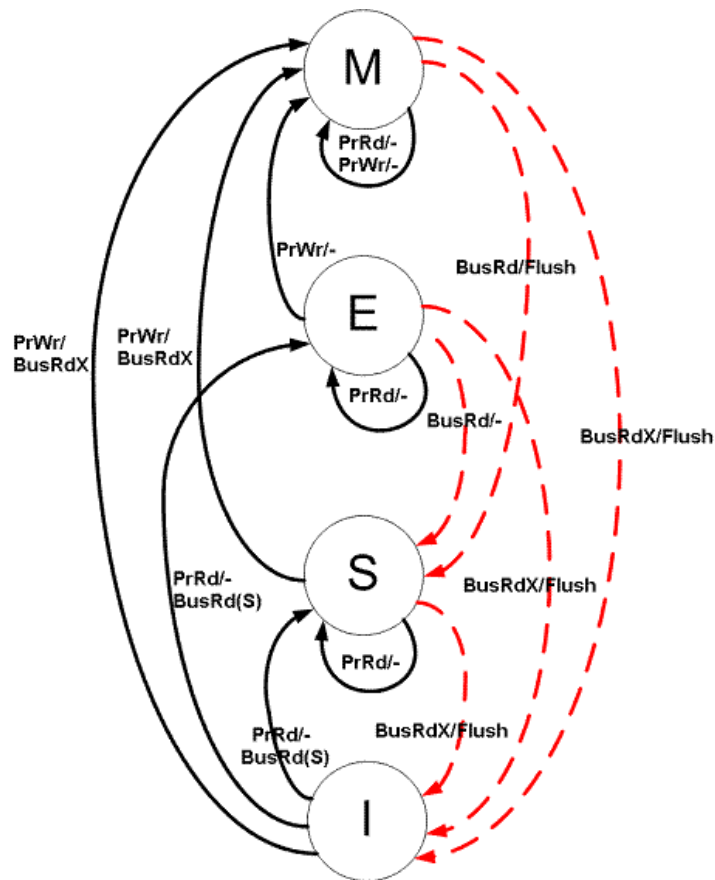 M
PrRd/-
PrWr/-
PrWr/-
BusRd/Flush
E
PrWr/
BusRdX
PrWr/
BusRdX
PrRd/-
BusRd/-
BusRdX/Flush
S
PrRd/-
BusRd(S)
BusRdX/Flush
PrRd/-
PrRd/-
BusRd(S)
BusRdX/Flush
I